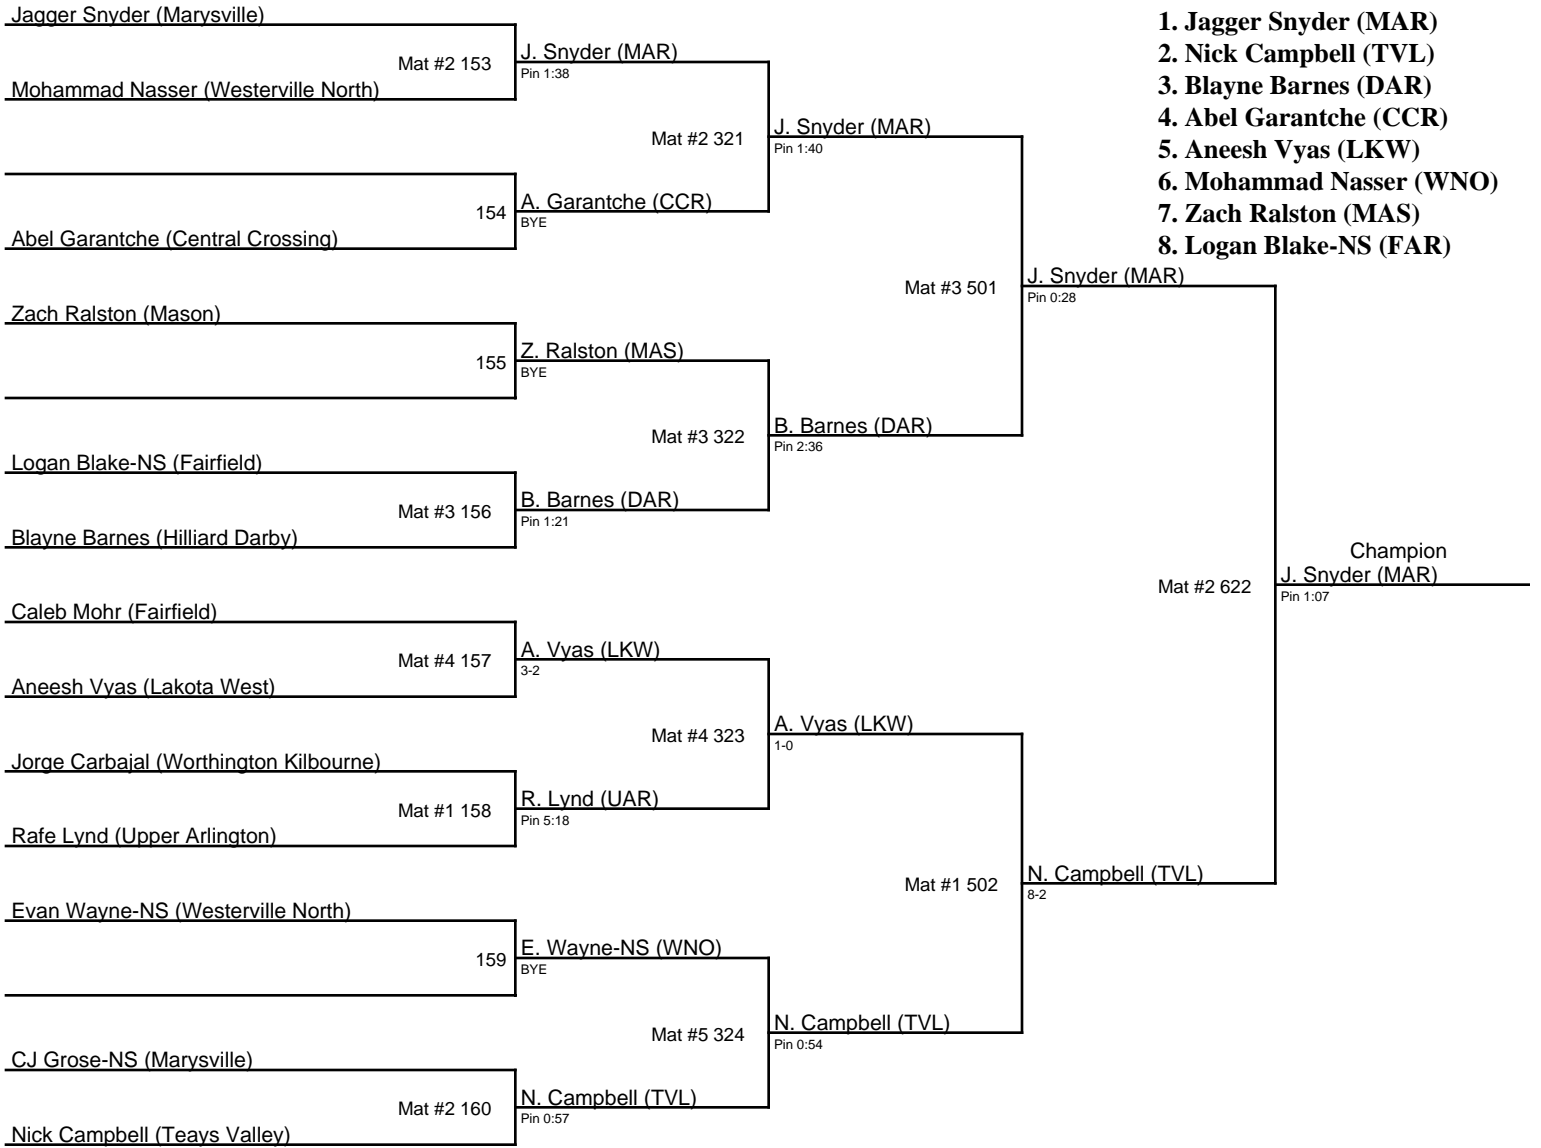 Jagger Snyder (Marysville)
Mat #2 153
Mohammad Nasser (Westerville North)
J. Snyder (MAR)
Pin 1:38
Mat #2 321
154
Abel Garantche (Central Crossing)
A. Garantche (CCR)
BYE
J. Snyder (MAR)
Pin 1:40
Mat #3 501
Zach Ralston (Mason)
155
Z. Ralston (MAS)
BYE
Mat #3 322
Logan Blake-NS (Fairfield)
Mat #3 156
Blayne Barnes (Hilliard Darby)
B. Barnes (DAR)
Pin 1:21
B. Barnes (DAR)
Pin 2:36
J. Snyder (MAR)
Pin 0:28
Mat #2 622
Caleb Mohr (Fairfield)
Mat #4 157
Aneesh Vyas (Lakota West)
A. Vyas (LKW)
3-2
Mat #4 323
Jorge Carbajal (Worthington Kilbourne)
Mat #1 158
Rafe Lynd (Upper Arlington)
R. Lynd (UAR)
Pin 5:18
A. Vyas (LKW)
1-0
Mat #1 502
Evan Wayne-NS (Westerville North)
159
E. Wayne-NS (WNO)
BYE
Mat #5 324
CJ Grose-NS (Marysville)
Mat #2 160
Nick Campbell (Teays Valley)
N. Campbell (TVL)
Pin 0:57
N. Campbell (TVL)
Pin 0:54
N. Campbell (TVL)
8-2
Champion
J. Snyder (MAR)
Pin 1:07
1. Jagger Snyder (MAR)
2. Nick Campbell (TVL)
3. Blayne Barnes (DAR)
4. Abel Garantche (CCR)
5. Aneesh Vyas (LKW)
6. Mohammad Nasser (WNO)
7. Zach Ralston (MAS)
8. Logan Blake-NS (FAR)